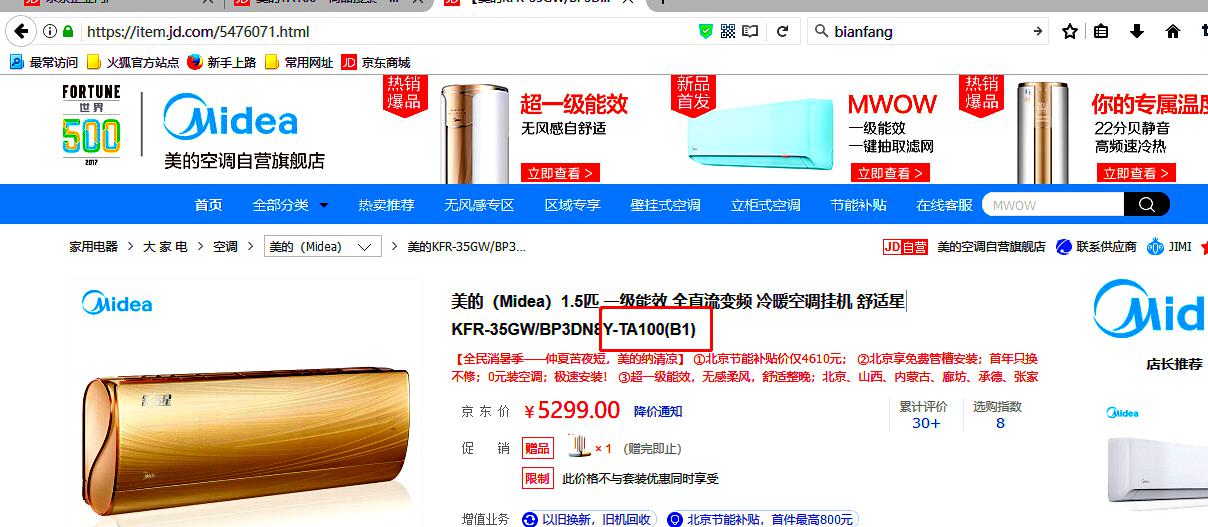 https://item.jd.com/5476071.html
bianfang
最常访问
火狐官方站点
新手上路
常用网址
JD 京东商城
FORTUNE
世界
500
2017
Midea
美的空调自营旗舰店
热销
爆品
超一级能效
无风感自舒适
立即查看 >
新品
首发
MWOW
一级能效
一键抽取滤网
立即查看 >
热销
爆品
你的专属温度
22分贝静音
高频速冷热
立即查看 >
首页 全部分类 热卖推荐 无风感专区 区域专享 壁挂式空调 立柜式空调 节能补贴 在线客服 MWOW
家用电器 > 大 家 电 > 空调 > 美的（Midea） > 美的KFR-35GW/BP3...
JD自营 美的空调自营旗舰店 联系供应商 JIMI
Midea
美的（Midea）1.5匹 一级能效 全直流变频 冷暖空调挂机 舒适星
KFR-35GW/BP3DN8Y-TA100(B1)
【全民消暑季——仲夏苦夜短，美的纳清凉】 ①北京节能补贴价仅4610元； ②北京享免费管槽安装；首年只换
不修；0元装空调；极速安装！ ③超一级能效，无感柔风，舒适整晚；北京、山西、内蒙古、廊坊、承德、张家
京 东 价 ￥5299.00 降价通知
累计评价
30+
选购指数
8
促 销 赠品 × 1 (赠完即止)
限制 此价格不与套装优惠同时享受
增值业务 以旧换新，旧机回收 北京节能补贴，首件最高800元
Midea
Mid
店长推荐
Midea